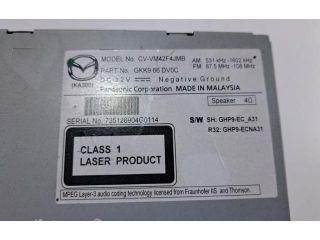 MODEL NO. CV-VM42F4JMB
AM 531 kHz-1602 kHz
FM 87.5 MHz-108 MHz
PART NO. GKK9 66 DV0C
DC 12V Negative Ground
(KA300)
Panasonic Corporation MADE IN MALAYSIA
Speaker 4Ω
SERIAL NO. 735126904G0114
S/W SH: GHP9-EC_A31
R32: GHP9-ECNA31
CLASS 1
LASER PRODUCT
MPEG Layer-3 audio coding technology licensed from Fraunhofer IIS and Thomson.